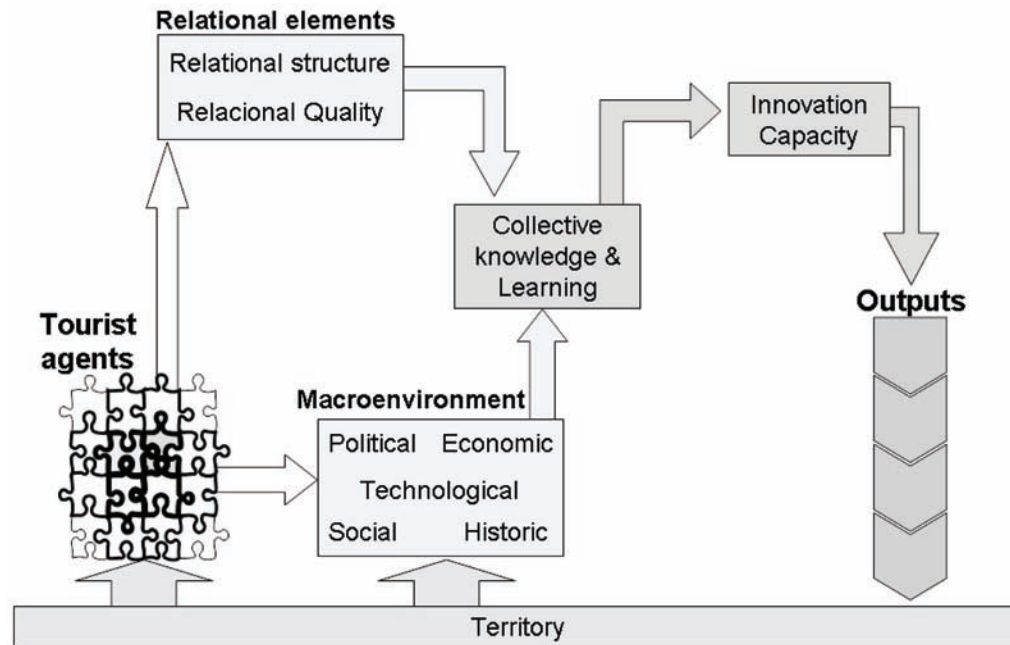 Relational elements
Relational structure
Relacional Quality
Innovation
Capacity
Collective
knowledge &
Learning
Outputs
Tourist
agents
Macroenvironment
Political Economic
Technological
Social Historic
Territory